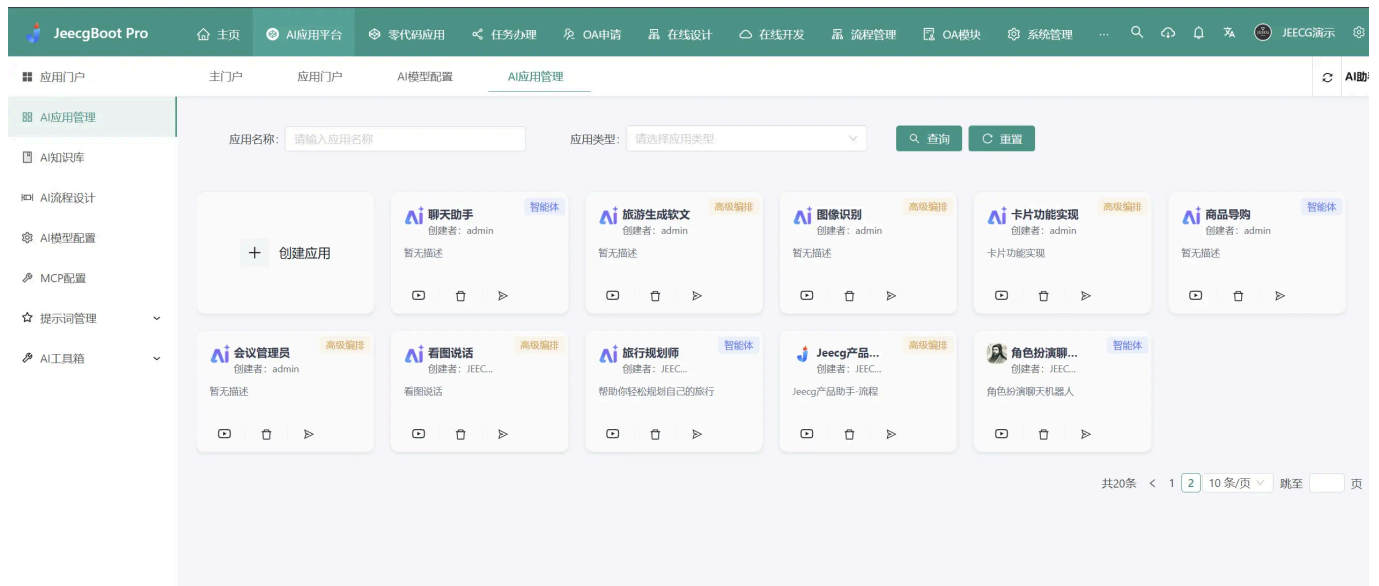 JeecgBoot Pro 主页 AI应用平台 零代码应用 任务办理 OA申请 在线设计 在线开发 流程管理 OA模块 系统管理 ... JEECG演示
应用门户 主门户 应用门户 AI模型配置 AI应用管理
AI应用管理
AI知识库
AI流程设计
AI模型配置
MCP配置
提示词管理
AI工具箱
应用名称: 请输入应用名称 应用类型: 请选择应用类型 查询 重置
创建应用
聊天助手 智能体
创建者: admin
暂无描述
旅游生成软文 高级编排
创建者: admin
暂无描述
图像识别 高级编排
创建者: admin
暂无描述
卡片功能实现 高级编排
创建者: admin
卡片功能实现
商品导购 智能体
创建者: admin
暂无描述
会议管理员 高级编排
创建者: admin
暂无描述
看图说话 高级编排
创建者: JEEC...
看图说话
旅行规划师 智能体
创建者: JEEC...
帮助你轻松规划自己的旅行
Jeecg产品... 高级编排
创建者: JEEC...
Jeecg产品助手-流程
角色扮演聊... 智能体
创建者: JEEC...
角色扮演聊天机器人
共20条 < 1 2 10 条/页 跳至 页